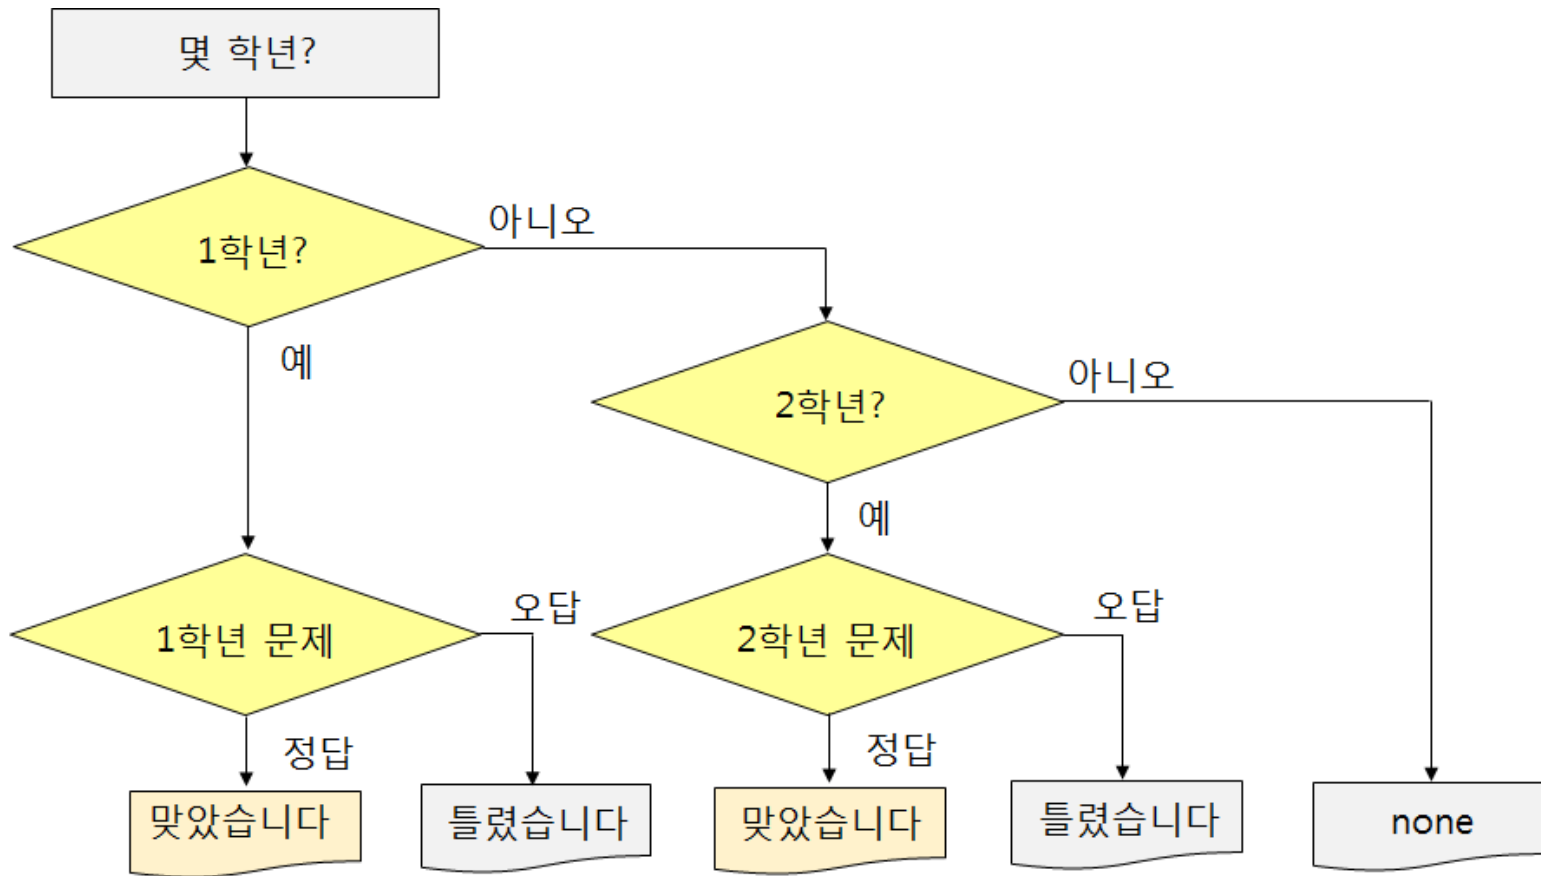 몇 학년?
1학년?
아니오
예
2학년?
아니오
예
1학년 문제
오답
2학년 문제
오답
정답
정답
맞았습니다
틀렸습니다
맞았습니다
틀렸습니다
none